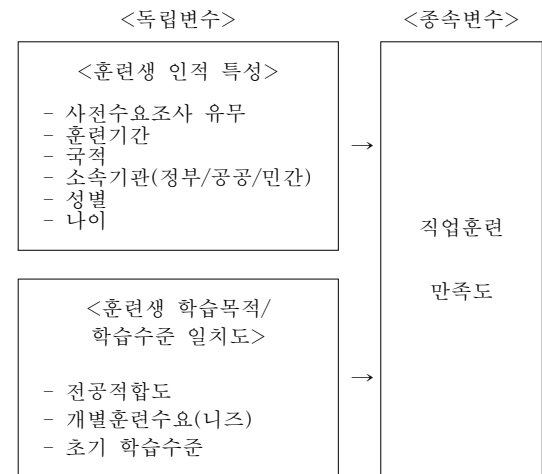 <독립변수>
<종속변수>
<훈련생 인적 특성>
- 사전수요조사 유무
- 훈련기간
- 국적
- 소속기관(정부/공공/민간)
- 성별
- 나이
→
<훈련생 학습목적/
학습수준 일치도>
- 전공적합도
- 개별훈련수요(니즈)
- 초기 학습수준
→
직업훈련
만족도